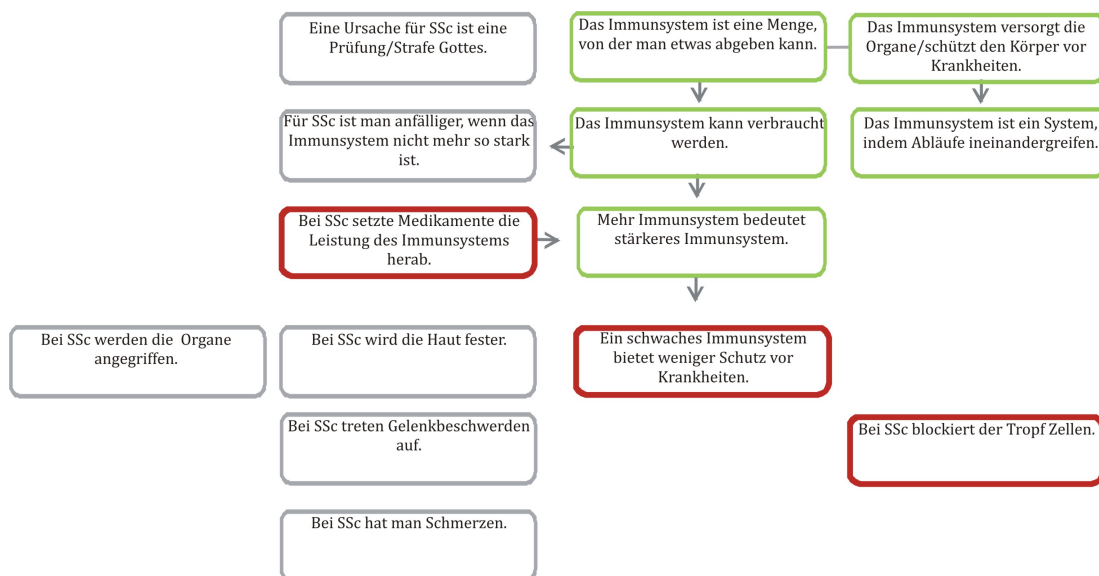 Eine Ursache für SSc ist eine
Prüfung/Strafe Gottes.
Das Immunsystem ist eine Menge,
von der man etwas abgeben kann.
Das Immunsystem versorgt die
Organe/schützt den Körper vor
Krankheiten.
Für SSc ist man anfälliger, wenn das
Immunsystem nicht mehr so stark
ist.
Das Immunsystem kann verbraucht
werden.
Das Immunsystem ist ein System,
indem Abläufe ineinandergreifen.
Bei SSc setzte Medikamente die
Leistung des Immunsystems
herab.
Mehr Immunsystem bedeutet
stärkeres Immunsystem.
Bei SSc werden die Organe
angegriffen.
Bei SSc wird die Haut fester.
Ein schwaches Immunsystem
bietet weniger Schutz vor
Krankheiten.
Bei SSc treten Gelenkbeschwerden
auf.
Bei SSc blockiert der Tropf Zellen.
Bei SSc hat man Schmerzen.